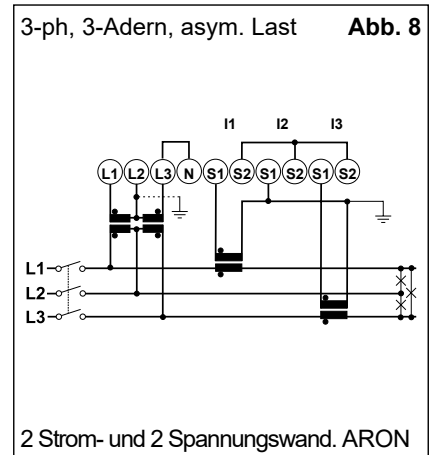 3-ph, 3-Adern, asym. Last Abb. 8
I1 I2 I3
L1 L2 L3 N S1 S2 S1 S2 S1 S2
L1
L2
L3
2 Strom- und 2 Spannungswand. ARON